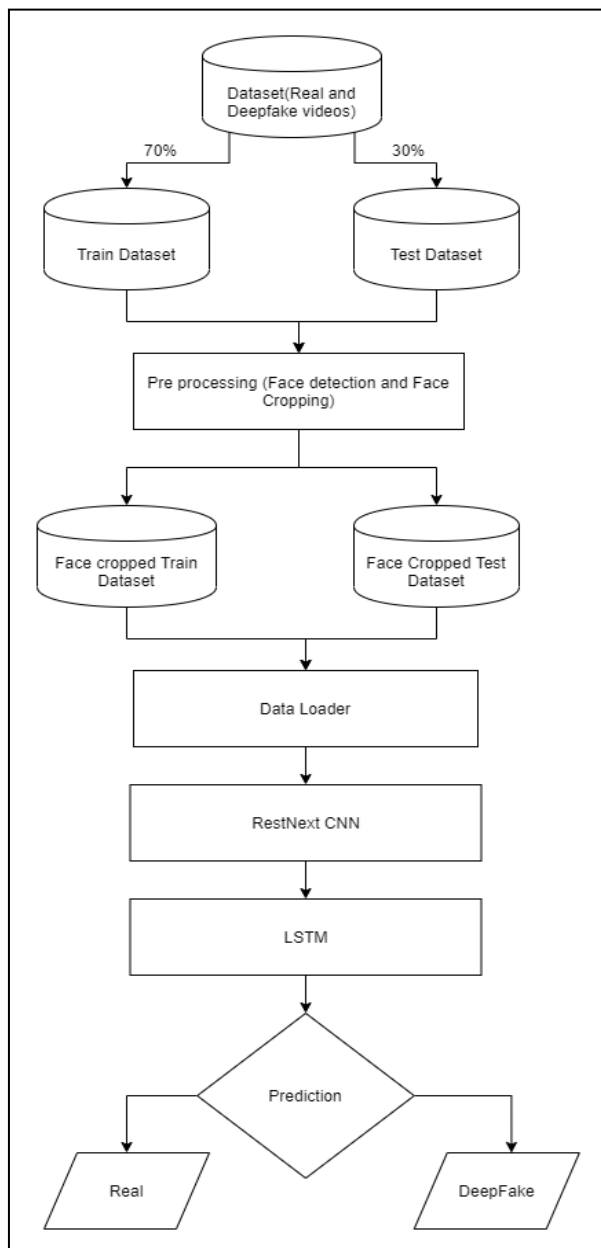 Dataset(Real and
Deepfake videos)
70%
30%
Train Dataset
Test Dataset
Pre processing (Face detection and Face
Cropping)
Face cropped Train
Dataset
Face Cropped Test
Dataset
Data Loader
RestNext CNN
LSTM
Prediction
Real
DeepFake